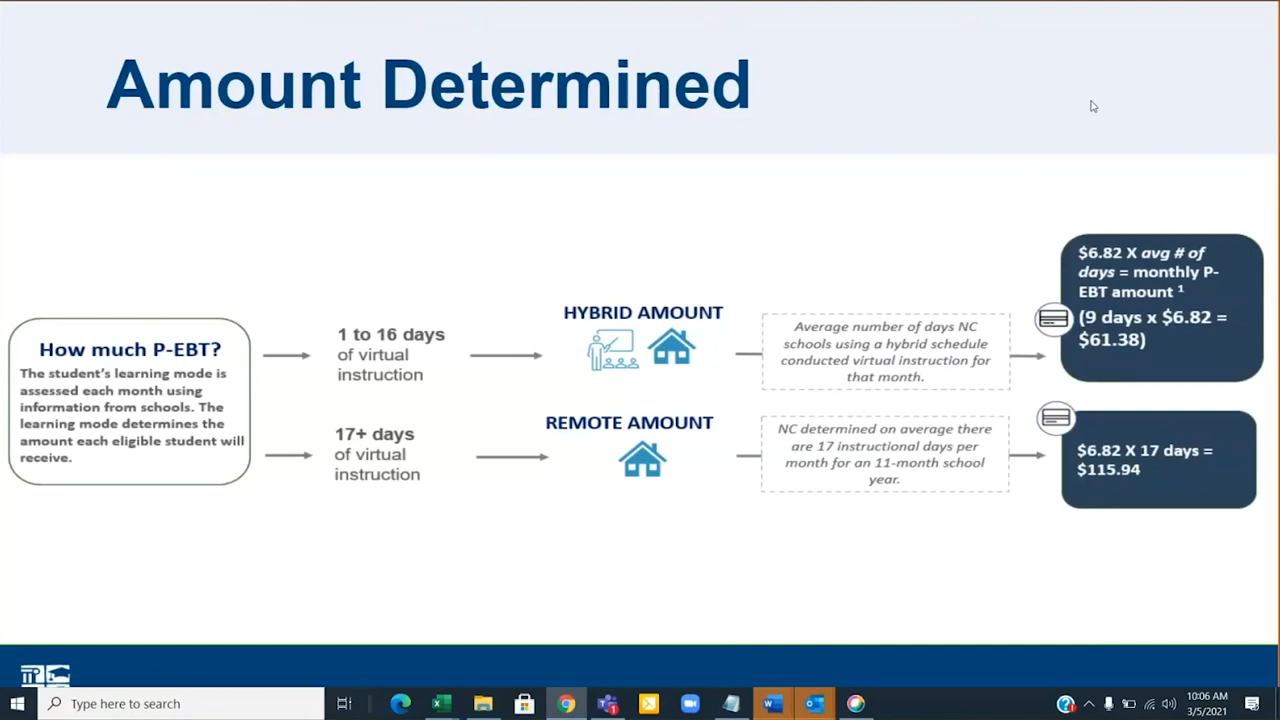 Amount Determined
How much P-EBT?
The student's learning mode is
assessed each month using
information from schools. The
learning mode determines the
amount each eligible student will
receive.
1 to 16 days
of virtual
instruction
HYBRID AMOUNT
Average number of days NC
schools using a hybrid schedule
conducted virtual instruction for
that month.
$6.82 X avg # of
days = monthly P-
EBT amount ¹
(9 days x $6.82 =
$61.38)
17+ days
of virtual
instruction
REMOTE AMOUNT
NC determined on average there
are 17 instructional days per
month for an 11-month school
year.
$6.82 X 17 days =
$115.94
Type here to search
10:06 AM
3/5/2021